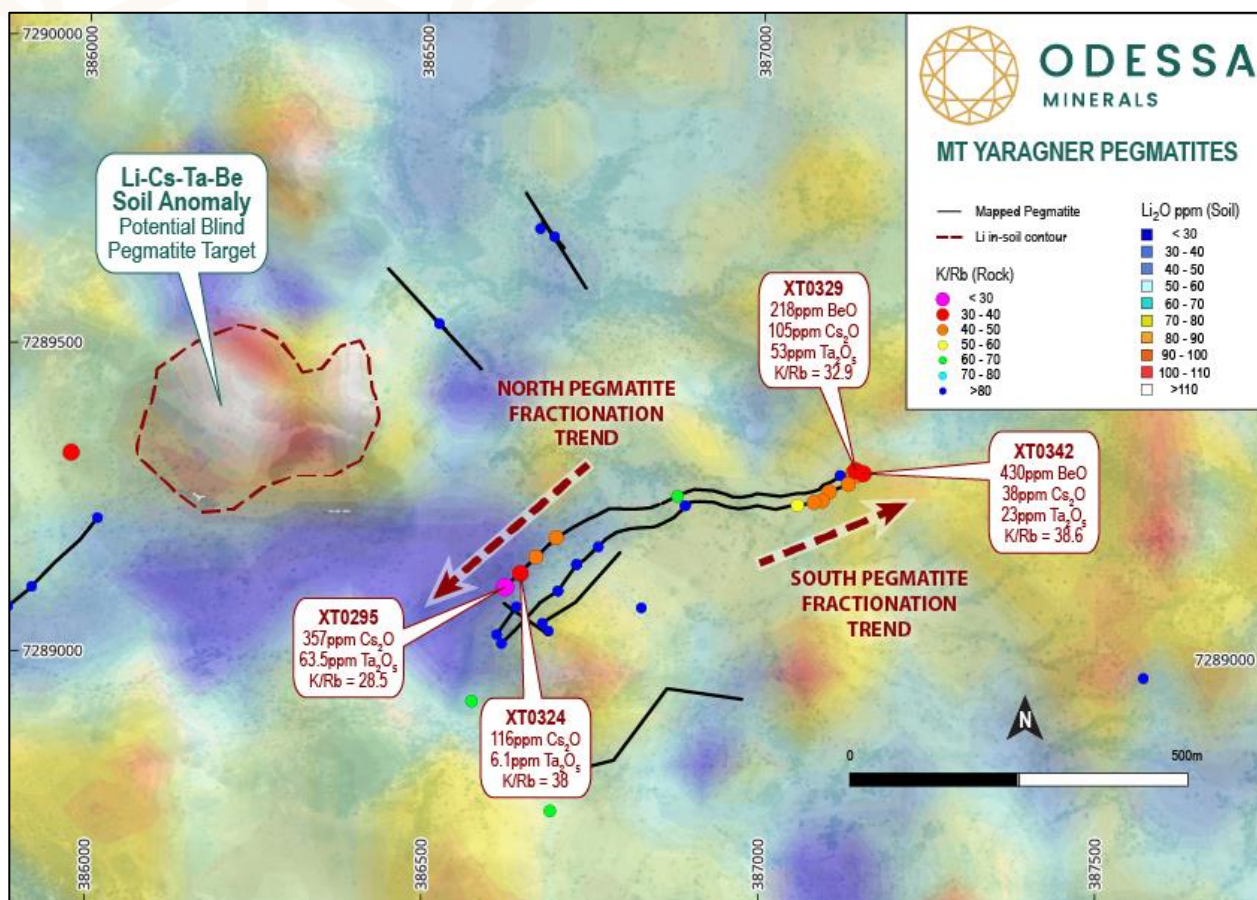 7290000
386000
386500
387000
ODESSA
MINERALS
MT YARAGNER PEGMATITES
Mapped Pegmatite
Li in-soil contour
K/Rb (Rock)
< 30
30 - 40
40 - 50
50 - 60
60 - 70
70 - 80
>80
Li₂O ppm (Soil)
< 30
30 - 40
40 - 50
50 - 60
60 - 70
70 - 80
80 - 90
90 - 100
100 - 110
>110
Li-Cs-Ta-Be
Soil Anomaly
Potential Blind
Pegmatite Target
7289500
NORTH PEGMATITE
FRACTIONATION
TREND
XT0329
218ppm BeO
105ppm Cs₂O
53ppm Ta₂O₅
K/Rb = 32.9
XT0342
430ppm BeO
38ppm Cs₂O
23ppm Ta₂O₅
K/Rb = 38.6
SOUTH PEGMATITE
FRACTIONATION
TREND
XT0295
357ppm Cs₂O
63.5ppm Ta₂O₅
K/Rb = 28.5
XT0324
116ppm Cs₂O
6.1ppm Ta₂O₅
K/Rb = 38
7289000
7289000
N
0
500m
386000
386500
387000
387500